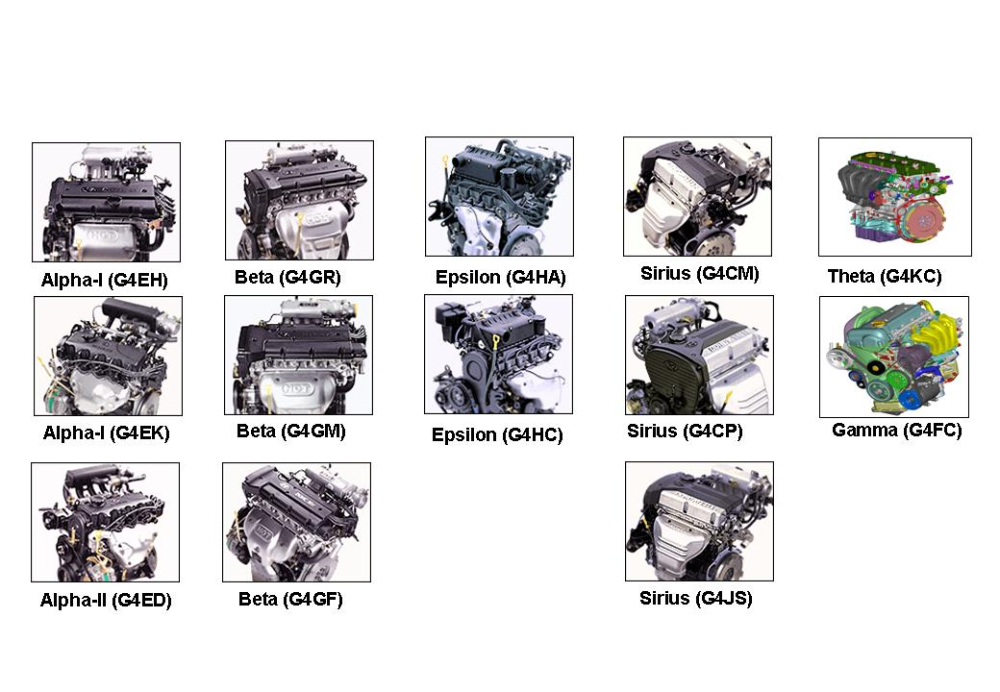 Alpha-I (G4EH)
Beta (G4GR)
Epsilon (G4HA)
Sirius (G4CM)
Theta (G4KC)
Alpha-I (G4EK)
Beta (G4GM)
Epsilon (G4HC)
Sirius (G4CP)
Gamma (G4FC)
Alpha-II (G4ED)
Beta (G4GF)
Sirius (G4JS)